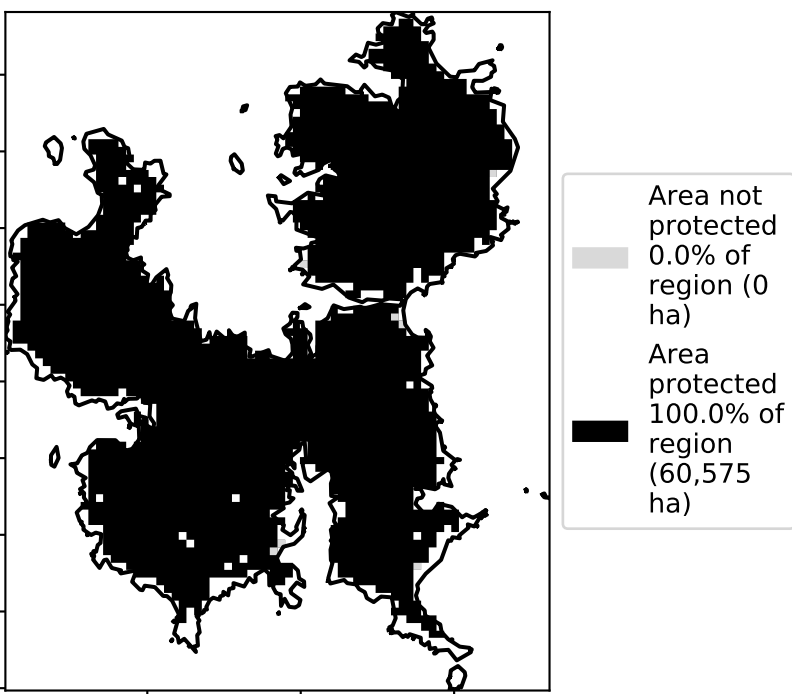 Area not
protected
0.0% of
region (0
ha)
Area
protected
100.0% of
region
(60,575
ha)